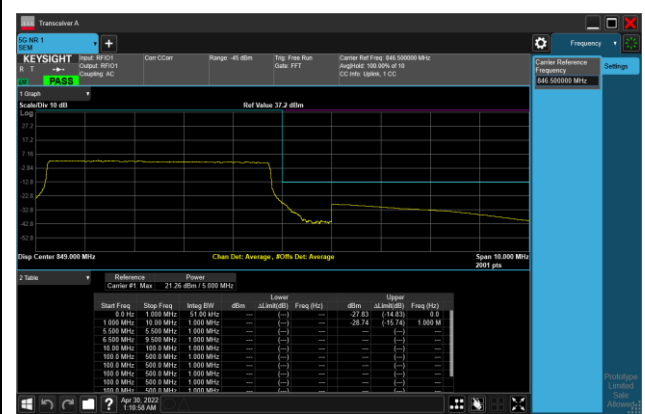 Transceiver A
5G NR 1
SEM
Frequency
KEYSIGHT
R T
PASS
Input: RFIO1
Output: RFIO1
Coupling: AC
Corr CCorr
Range: -45 dBm
Trig: Free Run
Gate: FFT
Carrier Ref Freq: 846.500000 MHz
Avg|Hold: 100.00% of 10
CC Info: Uplink, 1 CC
Carrier Reference
Frequency
846.500000 MHz
Settings
1 Graph
Scale/Div 10 dB
Ref Value 37.2 dBm
Log
27.2
17.2
7.16
-2.84
-12.8
-22.8
-32.8
-42.8
-52.8
Disp Center 849.000 MHz
Chan Det: Average, #Offs Det: Average
Span 10.000 MHz
2001 pts
2 Table
Reference Power
Carrier #1 Max 21.26 dBm / 5.000 MHz
Lower Upper
Start Freq Stop Freq Integ BW dBm ΔLimit(dB) Freq (Hz) dBm ΔLimit(dB) Freq (Hz)
0.0 Hz 1.000 MHz 51.00 kHz --- (---) --- -27.83 (-14.83) 0.0
1.000 MHz 10.00 MHz 1.000 MHz --- (---) --- -28.74 (-15.74) 1.000 M
5.500 MHz 5.500 MHz 1.000 MHz --- (---) --- --- (---) ---
6.500 MHz 9.500 MHz 1.000 MHz --- (---) --- --- (---) ---
10.00 MHz 100.0 MHz 1.000 MHz --- (---) --- --- (---) ---
100.0 MHz 500.0 MHz 1.000 MHz --- (---) --- --- (---) ---
100.0 MHz 500.0 MHz 1.000 MHz --- (---) --- --- (---) ---
100.0 MHz 500.0 MHz 1.000 MHz --- (---) --- --- (---) ---
100.0 MHz 500.0 MHz 1.000 MHz --- (---) --- --- (---) ---
Prototype
Limited
Sale
Allowed
Apr 30, 2022
1:10:58 AM